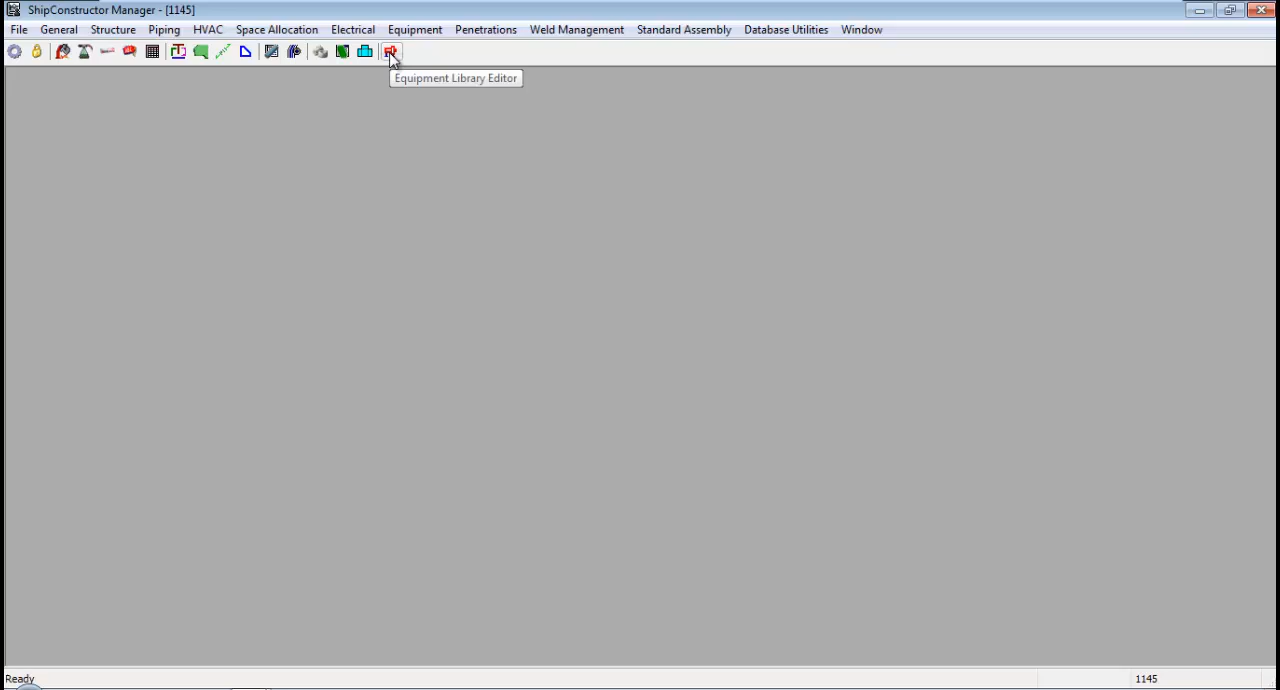 ShipConstructor Manager - [1145]
File General Structure Piping HVAC Space Allocation Electrical Equipment Penetrations Weld Management Standard Assembly Database Utilities Window
Equipment Library Editor
Ready 1145